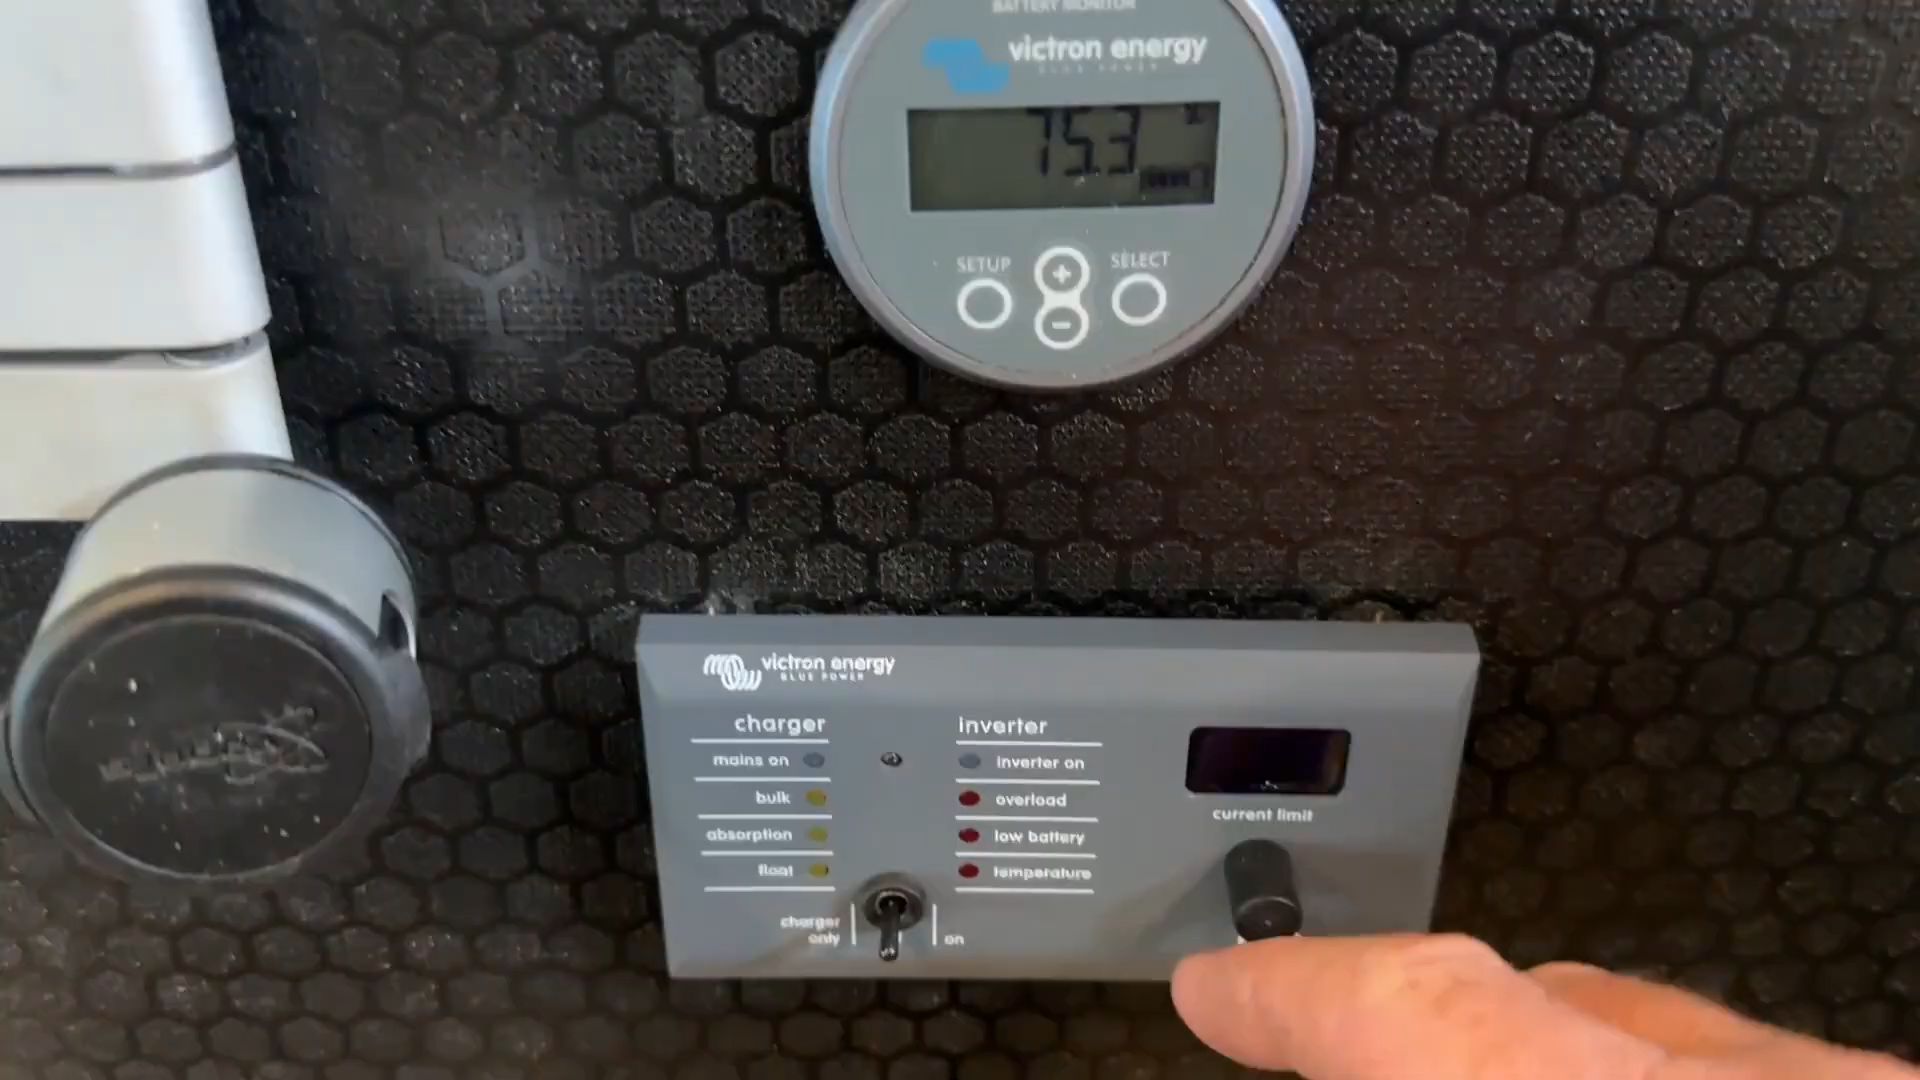 BATTERY MONITOR
victron energy
BLUE POWER
75.3 %
SETUP
+
SELECT
−
victron energy
BLUE POWER
charger
inverter
mains on
inverter on
bulk
overload
absorption
low battery
float
temperature
current limit
charger
only
on